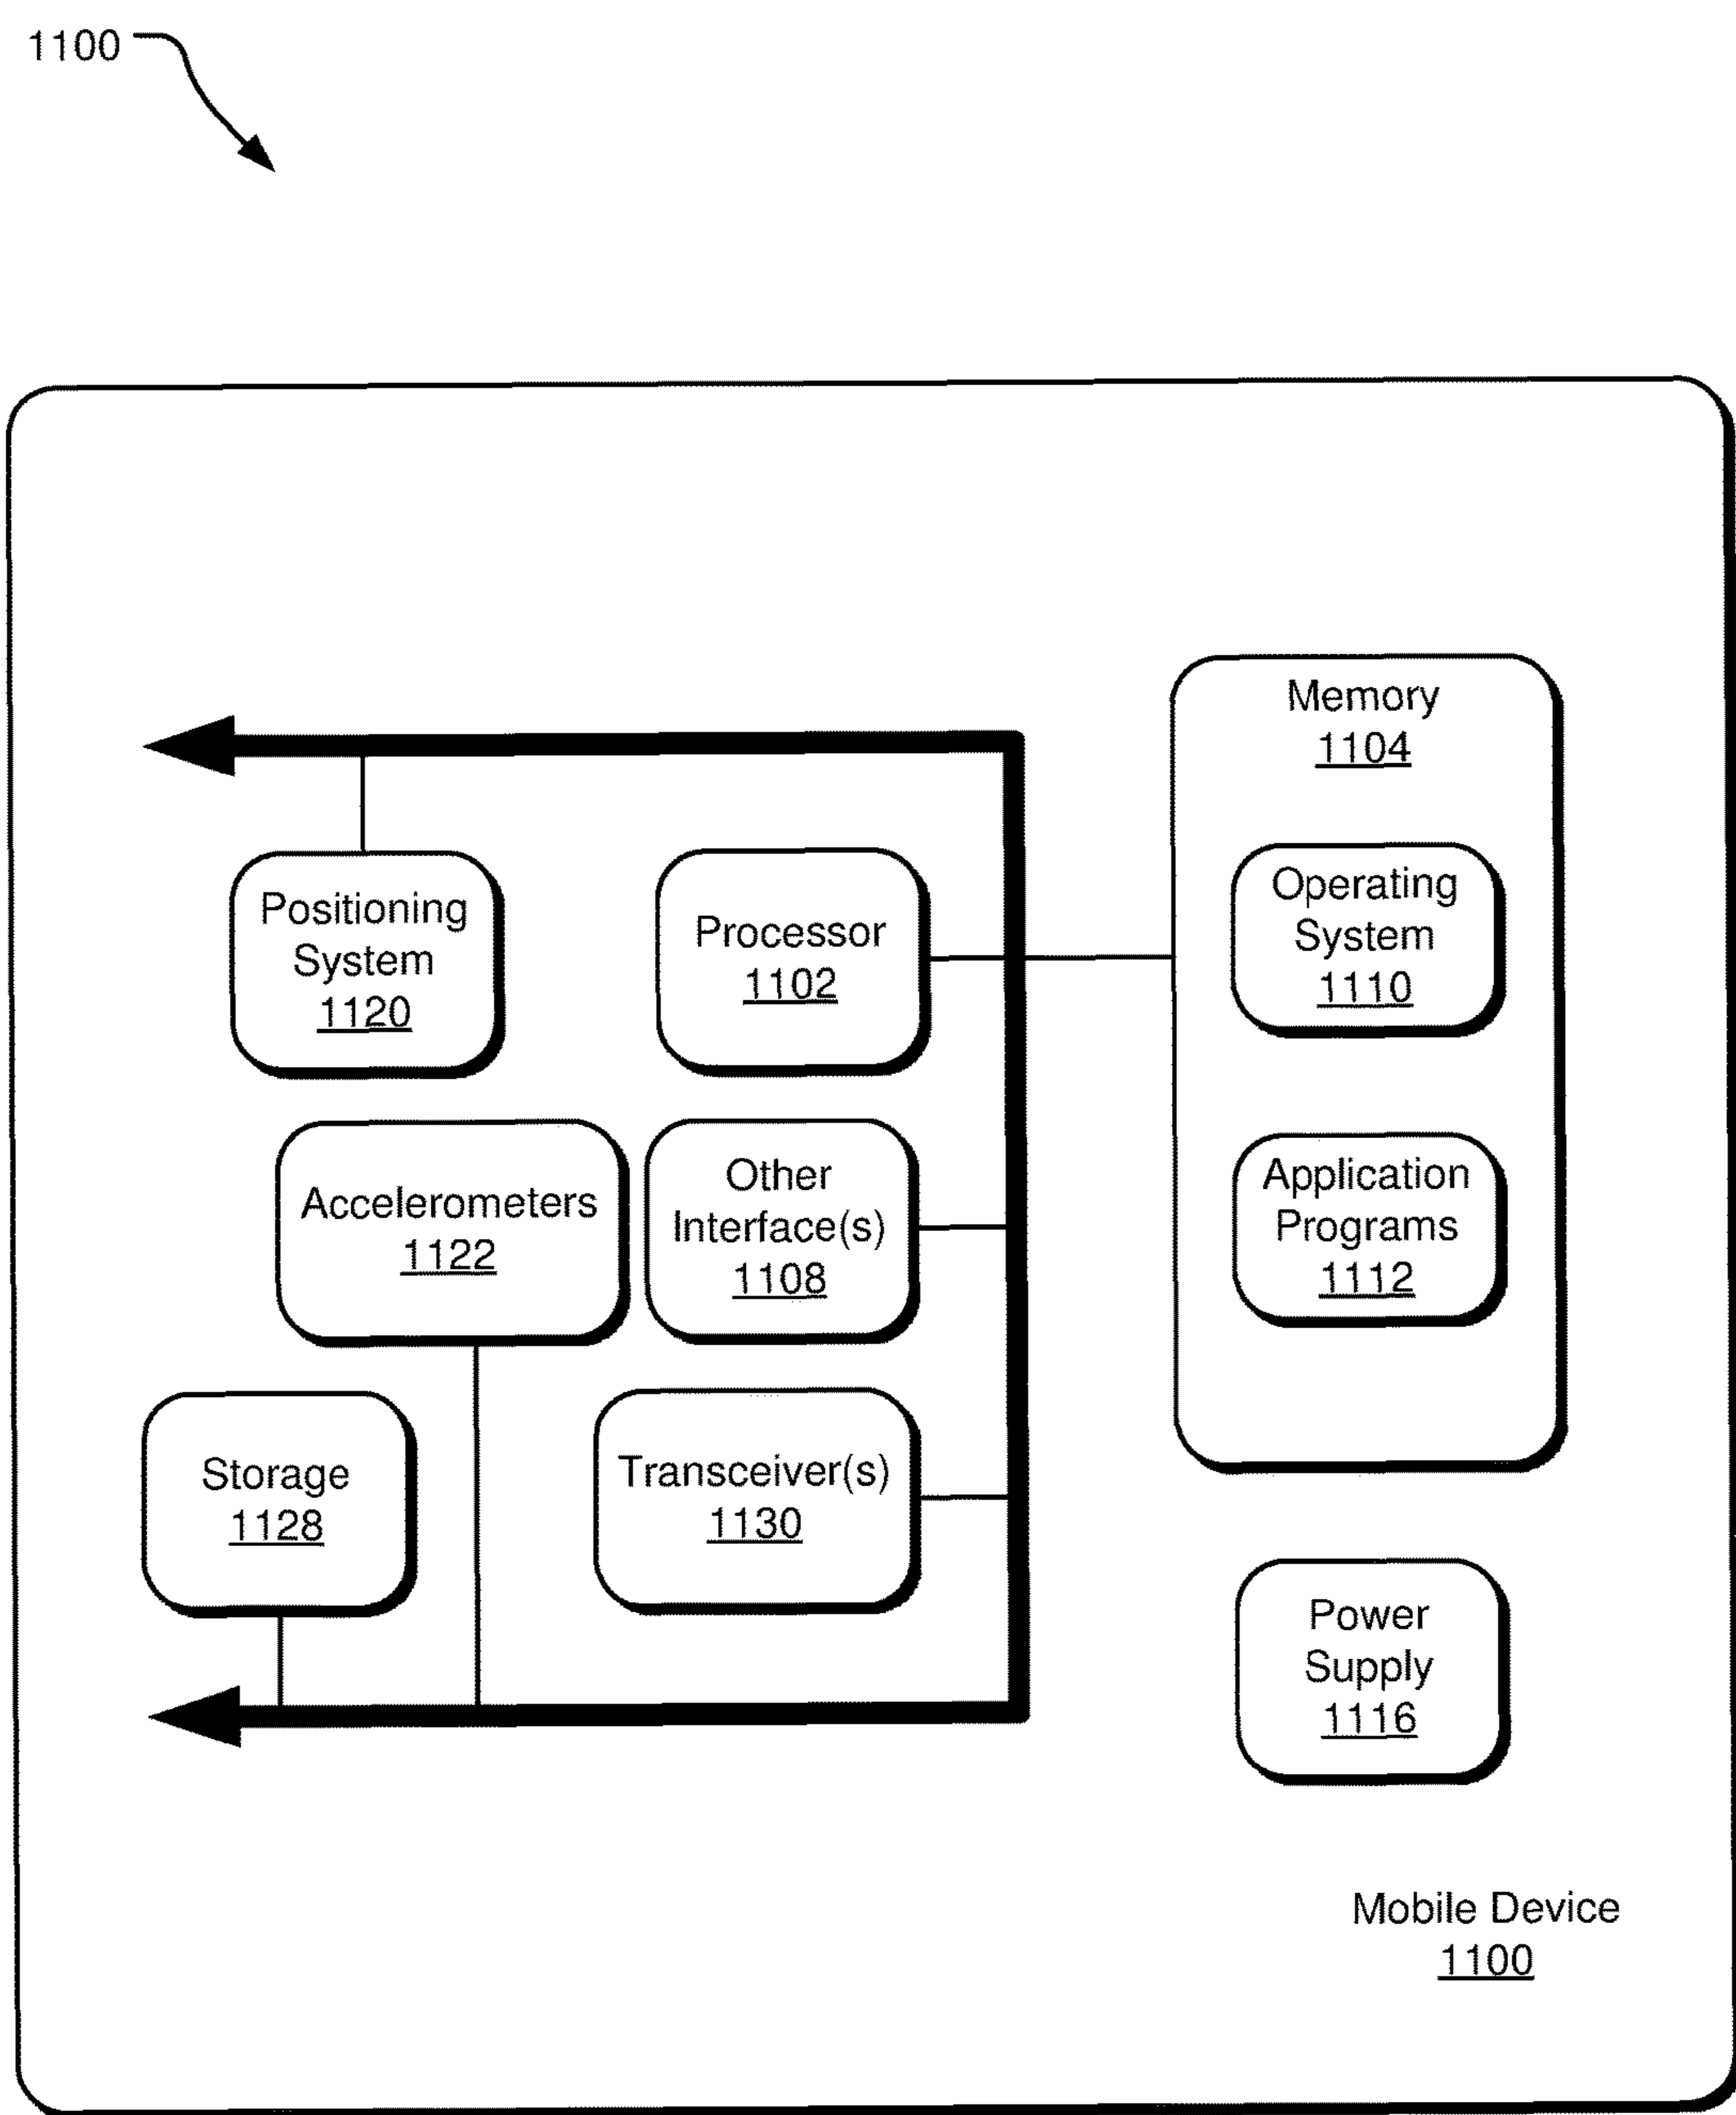 1100
Memory
1104
Positioning
System
1120
Processor
1102
Operating
System
1110
Accelerometers
1122
Other
Interface(s)
1108
Application
Programs
1112
Storage
1128
Transceiver(s)
1130
Power
Supply
1116
Mobile Device
1100